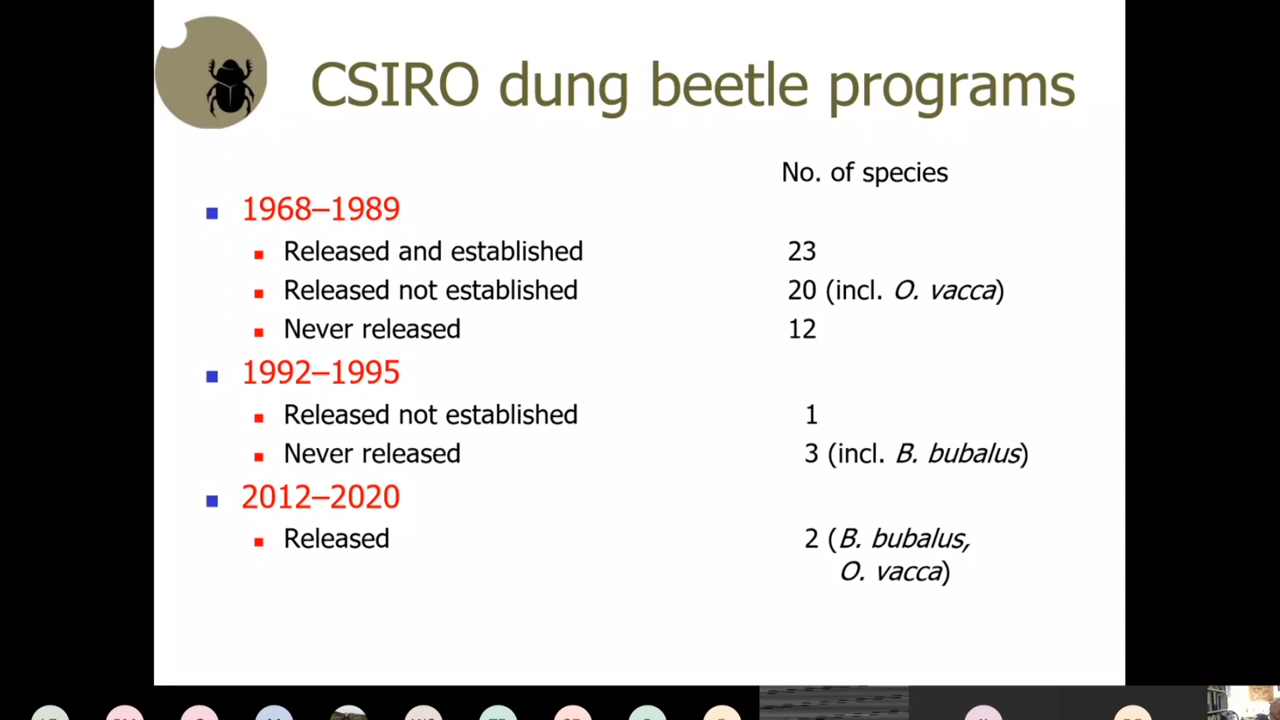 CSIRO dung beetle programs
No. of species
1968–1989
Released and established 23
Released not established 20 (incl. O. vacca)
Never released 12
1992–1995
Released not established 1
Never released 3 (incl. B. bubalus)
2012–2020
Released 2 (B. bubalus,
O. vacca)